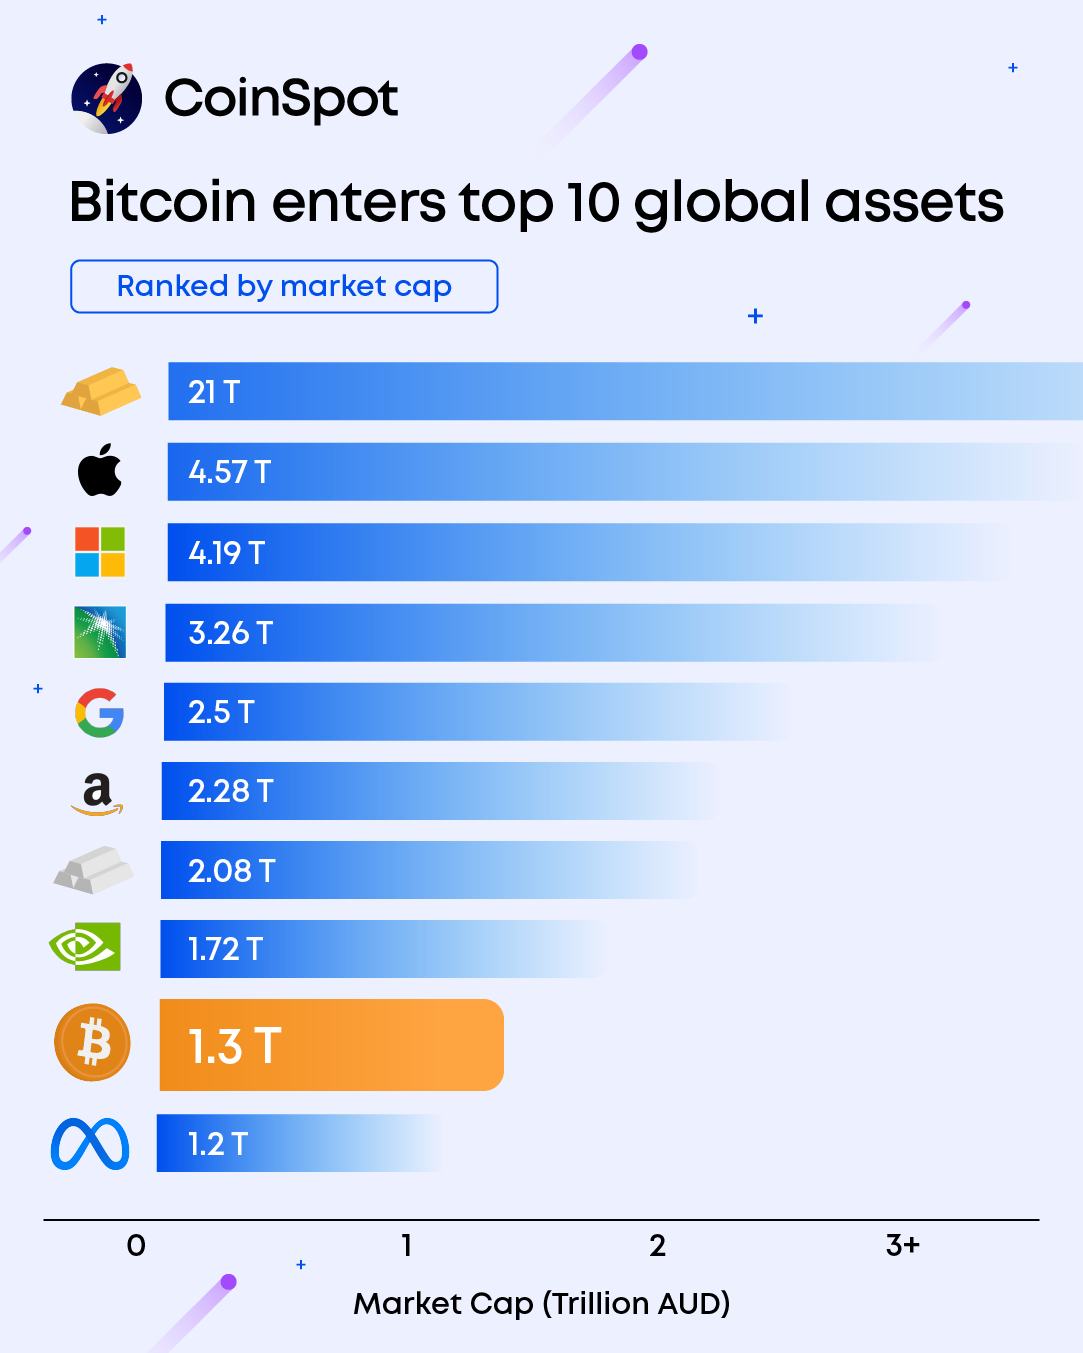 CoinSpot
Bitcoin enters top 10 global assets
Ranked by market cap
21 T
4.57 T
4.19 T
3.26 T
2.5 T
a
2.28 T
2.08 T
1.72 T
1.3 T
1.2 T
0 1 2 3+
Market Cap (Trillion AUD)